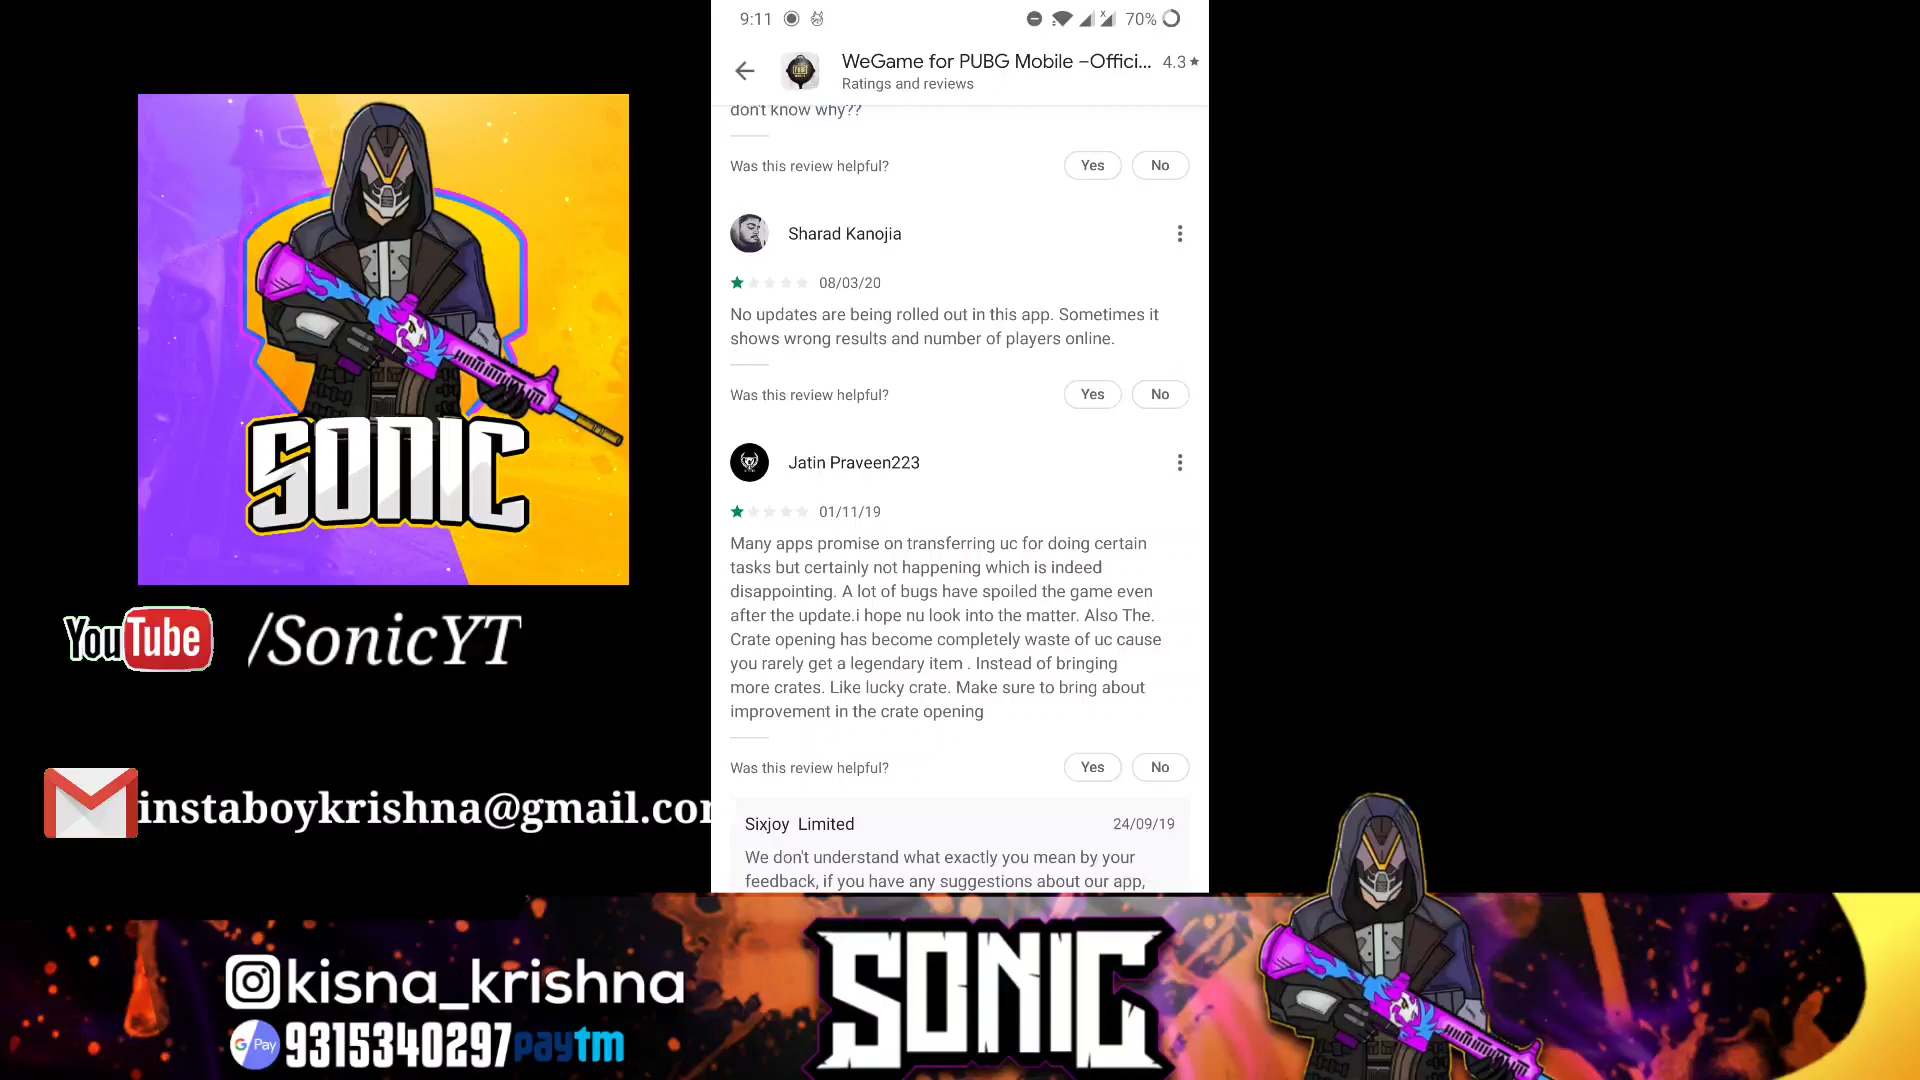 9:11
70%
WeGame for PUBG Mobile –Offici... 4.3★
Ratings and reviews
don't know why??
Was this review helpful? Yes No
Sharad Kanojia
08/03/20
No updates are being rolled out in this app. Sometimes it
shows wrong results and number of players online.
Was this review helpful? Yes No
Jatin Praveen223
01/11/19
Many apps promise on transferring uc for doing certain
tasks but certainly not happening which is indeed
disappointing. A lot of bugs have spoiled the game even
after the update.i hope nu look into the matter. Also The.
Crate opening has become completely waste of uc cause
you rarely get a legendary item . Instead of bringing
more crates. Like lucky crate. Make sure to bring about
improvement in the crate opening
Was this review helpful? Yes No
Sixjoy Limited 24/09/19
We don't understand what exactly you mean by your
feedback, if you have any suggestions about our app,
SONIC
YouTube /SonicYT
instaboykrishna@gmail.com
kisna_krishna
G Pay 9315340297 paytm
SONIC